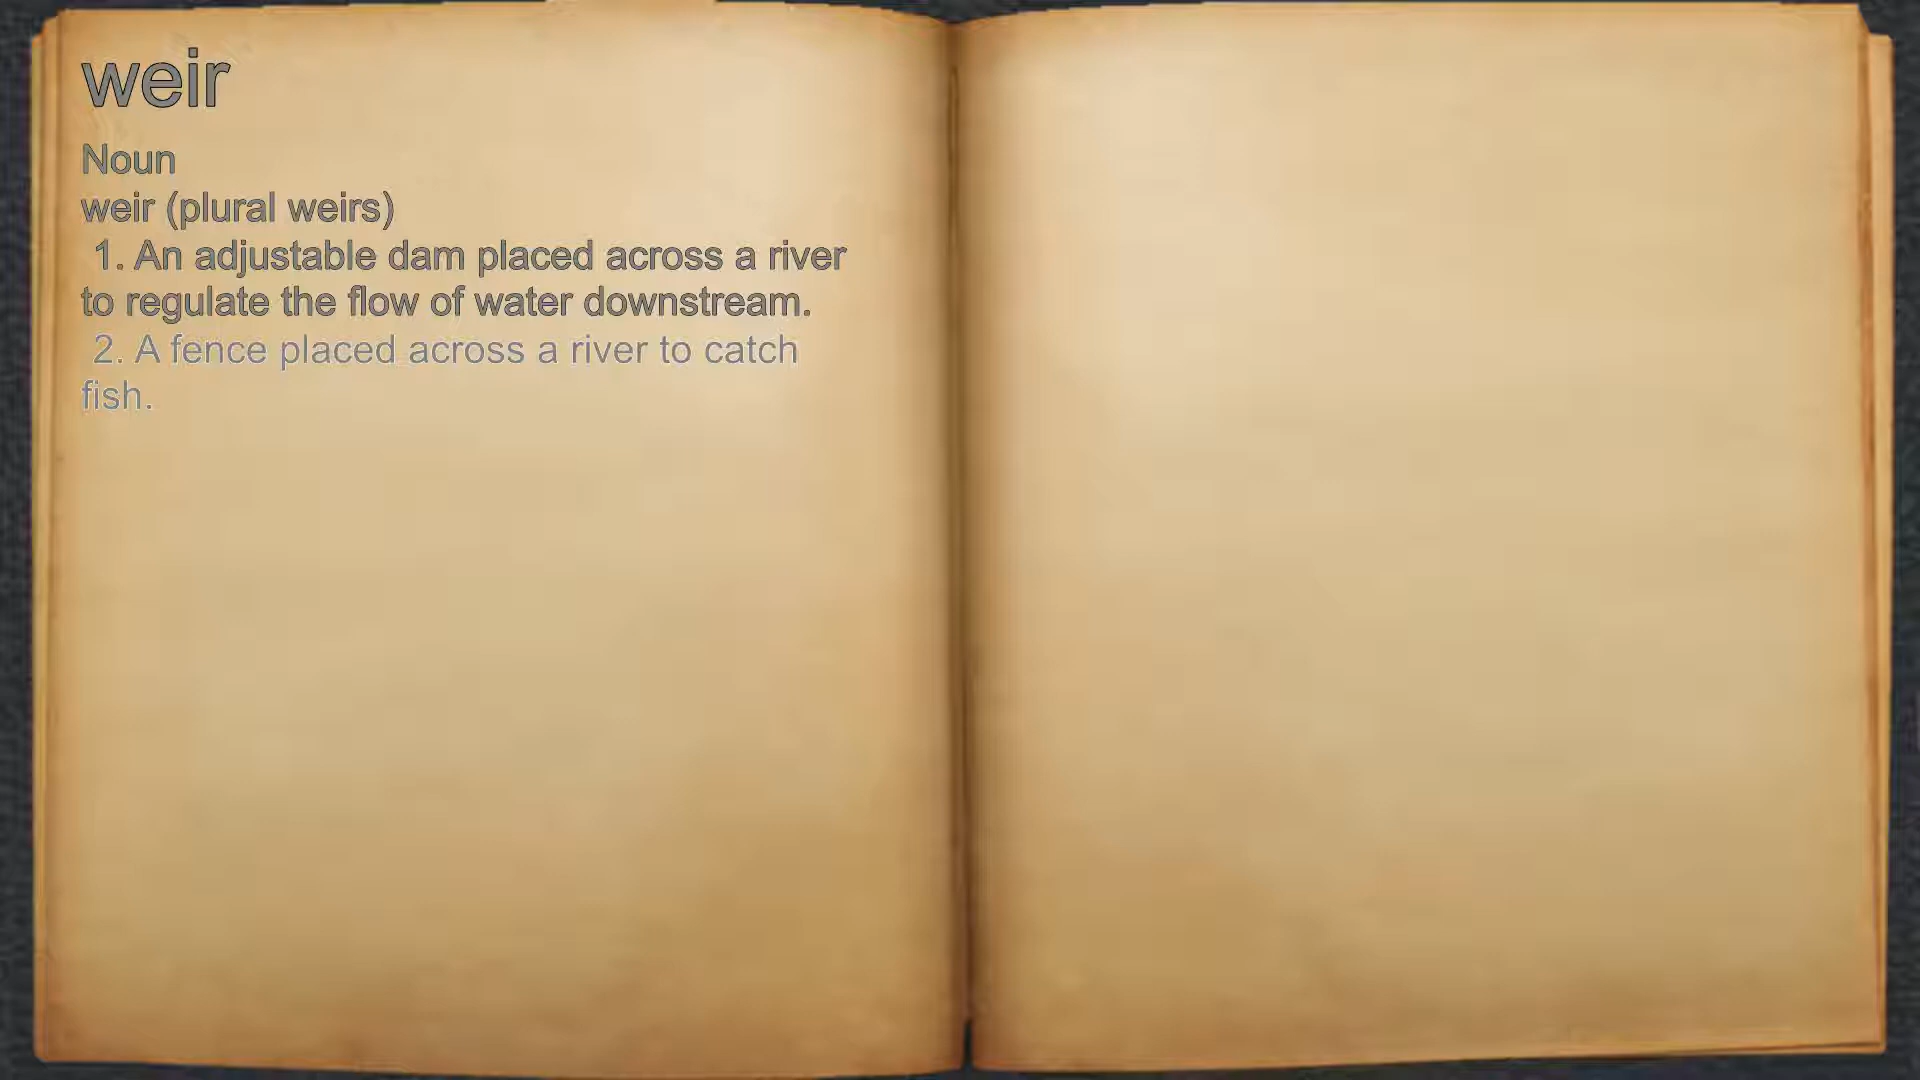 weir
Noun
weir (plural weirs)
1. An adjustable dam placed across a river
to regulate the flow of water downstream.
2. A fence placed across a river to catch
fish.